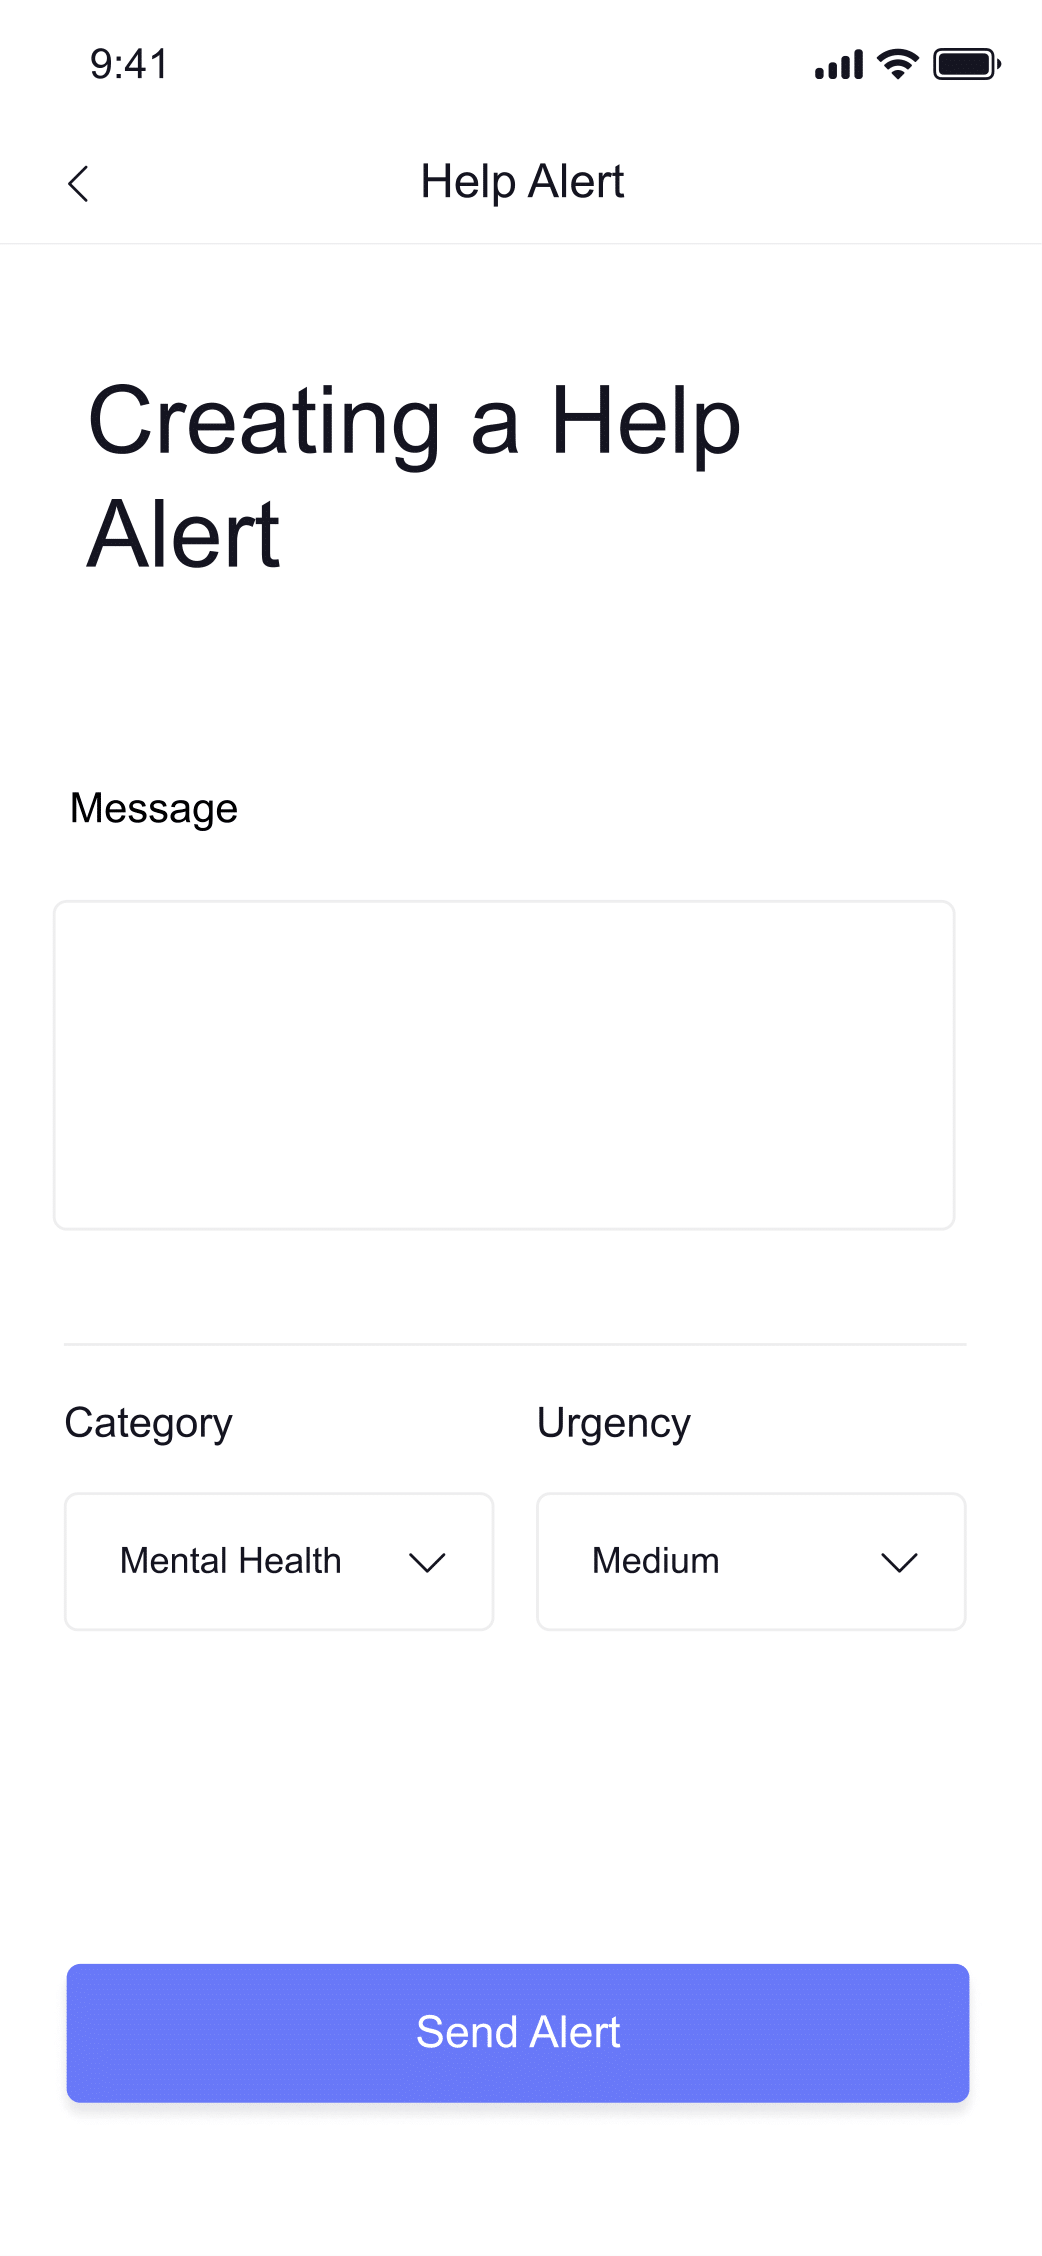 9:41
Help Alert
Creating a Help
Alert
Message
Category
Urgency
Mental Health
Medium
Send Alert